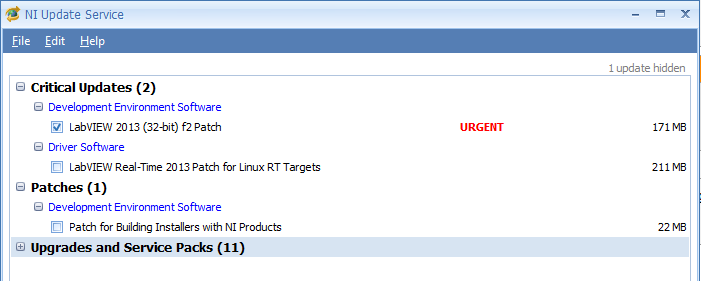 NI Update Service
File Edit Help
1 update hidden
Critical Updates (2)
Development Environment Software
LabVIEW 2013 (32-bit) f2 Patch URGENT 171 MB
Driver Software
LabVIEW Real-Time 2013 Patch for Linux RT Targets 211 MB
Patches (1)
Development Environment Software
Patch for Building Installers with NI Products 22 MB
Upgrades and Service Packs (11)